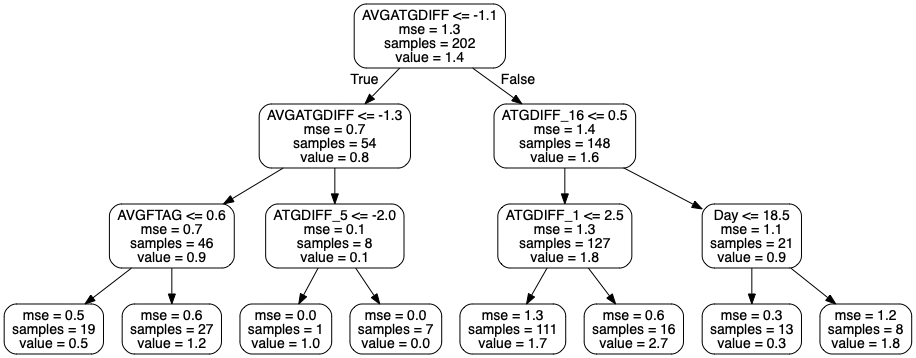 AVGATGDIFF <= -1.1
mse = 1.3
samples = 202
value = 1.4
True
False
AVGATGDIFF <= -1.3
mse = 0.7
samples = 54
value = 0.8
ATGDIFF_16 <= 0.5
mse = 1.4
samples = 148
value = 1.6
AVGFTAG <= 0.6
mse = 0.7
samples = 46
value = 0.9
ATGDIFF_5 <= -2.0
mse = 0.1
samples = 8
value = 0.1
ATGDIFF_1 <= 2.5
mse = 1.3
samples = 127
value = 1.8
Day <= 18.5
mse = 1.1
samples = 21
value = 0.9
mse = 0.5
samples = 19
value = 0.5
mse = 0.6
samples = 27
value = 1.2
mse = 0.0
samples = 1
value = 1.0
mse = 0.0
samples = 7
value = 0.0
mse = 1.3
samples = 111
value = 1.7
mse = 0.6
samples = 16
value = 2.7
mse = 0.3
samples = 13
value = 0.3
mse = 1.2
samples = 8
value = 1.8